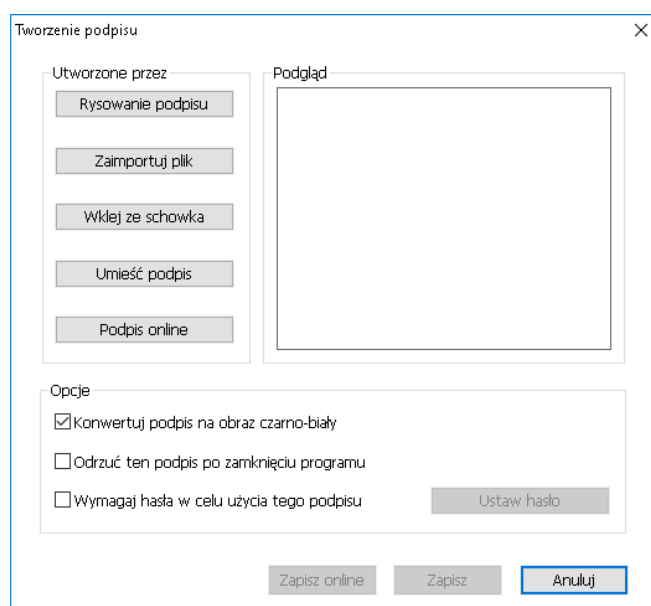 Tworzenie podpisu
Utworzone przez
Rysowanie podpisu
Zaimportuj plik
Wklej ze schowka
Umieść podpis
Podpis online
Podgląd
Opcje
Konwertuj podpis na obraz czarno-biały
Odrzuć ten podpis po zamknięciu programu
Wymagaj hasła w celu użycia tego podpisu
Ustaw hasło
Zapisz online
Zapisz
Anuluj